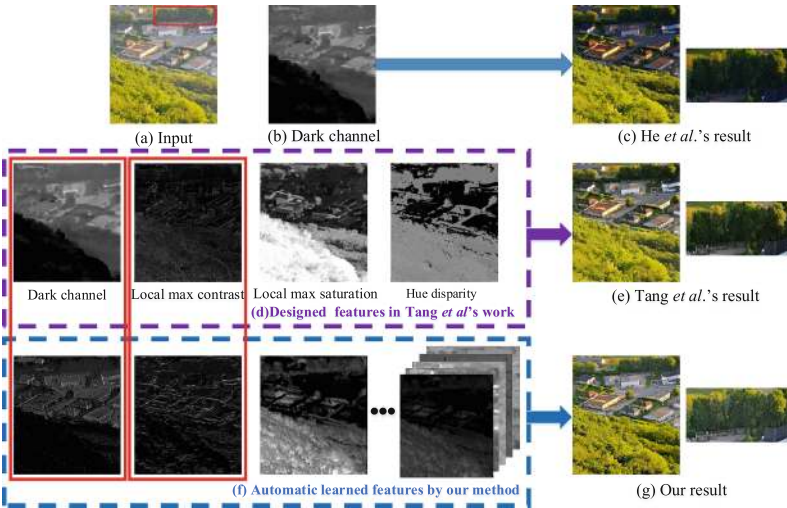 (a) Input
(b) Dark channel
(c) He et al.'s result
Dark channel
Local max contrast
Local max saturation
Hue disparity
(d)Designed features in Tang et al's work
(e) Tang et al.'s result
(f) Automatic learned features by our method
(g) Our result